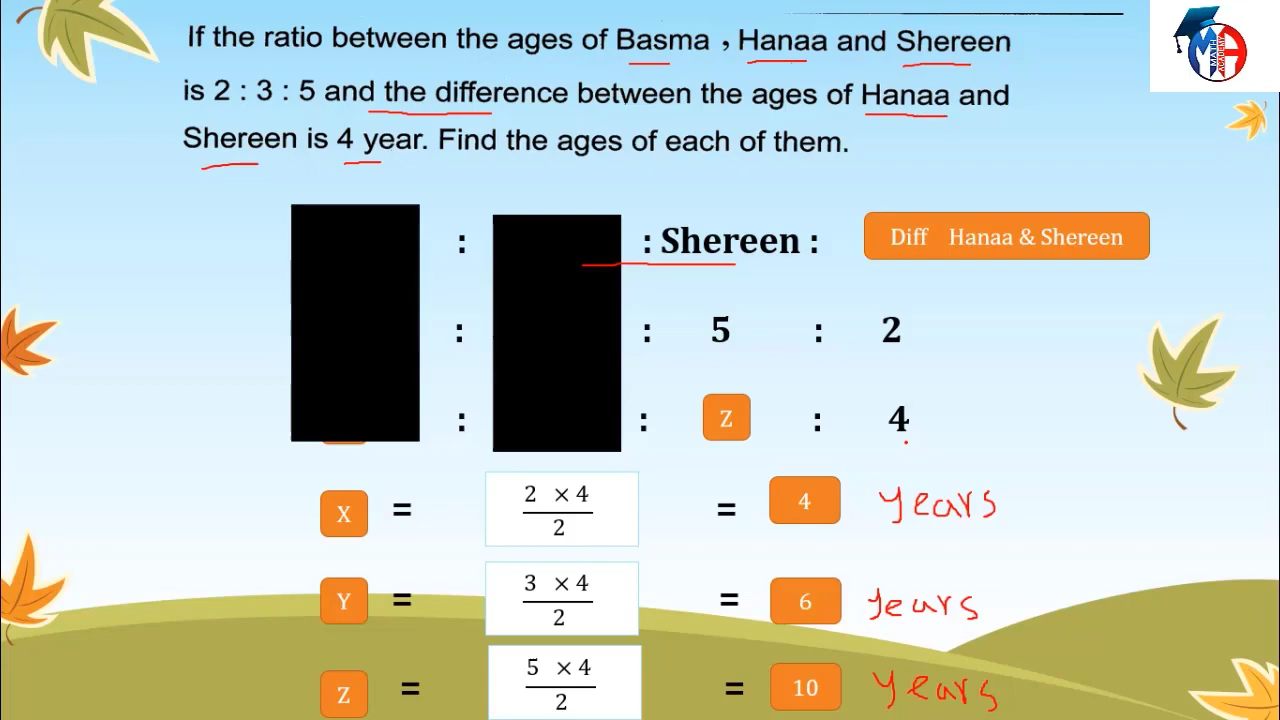 If the ratio between the ages of Basma , Hanaa and Shereen
is 2 : 3 : 5 and the difference between the ages of Hanaa and
Shereen is 4 year. Find the ages of each of them.
MATH ACADEMY
: : Shereen : Diff Hanaa & Shereen
: : 5 : 2
: : Z : 4
X = 2 × 4 / 2 = 4 years
Y = 3 × 4 / 2 = 6 years
Z = 5 × 4 / 2 = 10 years